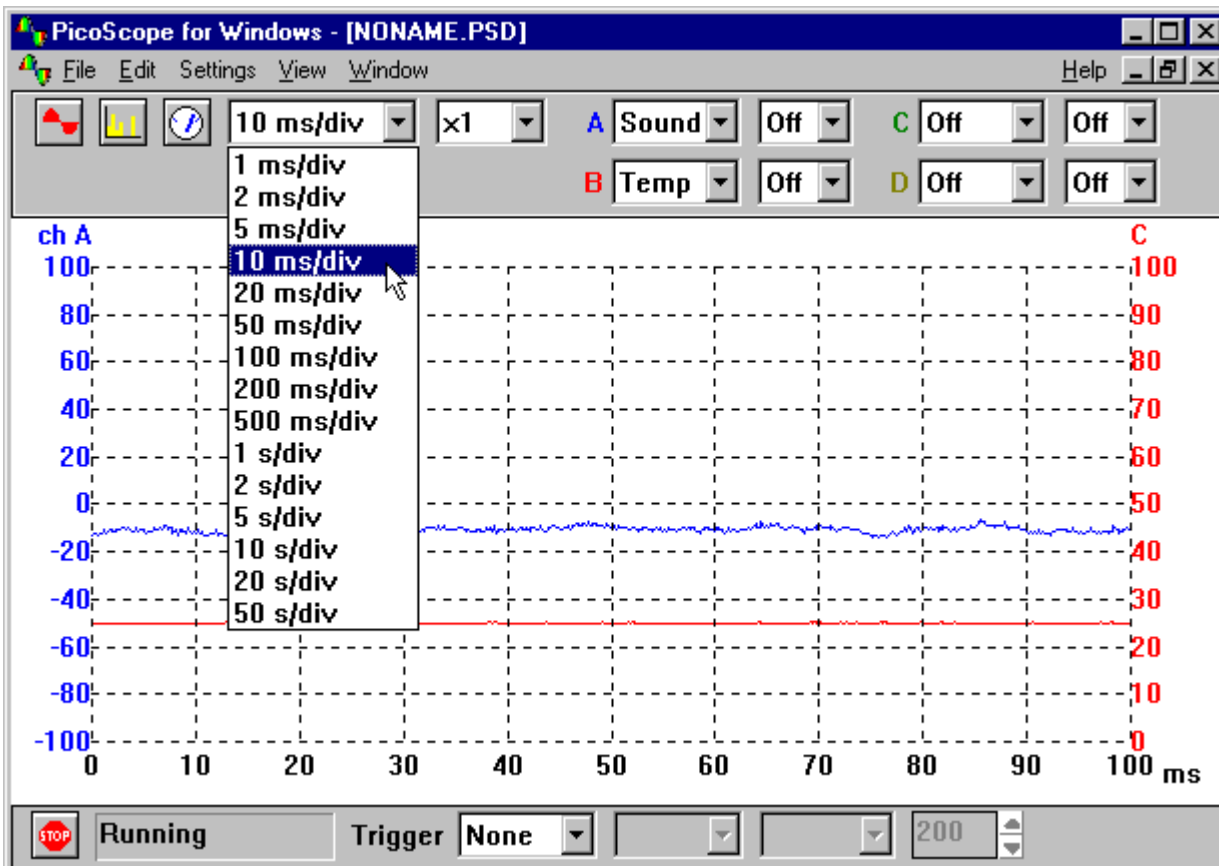 PicoScope for Windows - [NONAME.PSD]
File Edit Settings View Window Help
10 ms/div x1 A Sound Off C Off Off
B Temp Off D Off Off
1 ms/div
2 ms/div
5 ms/div
10 ms/div
20 ms/div
50 ms/div
100 ms/div
200 ms/div
500 ms/div
1 s/div
2 s/div
5 s/div
10 s/div
20 s/div
50 s/div
ch A
100
80
60
40
20
0
-20
-40
-60
-80
-100
C
100
90
80
70
60
50
40
30
20
10
0
0 10 20 30 40 50 60 70 80 90 100 ms
STOP Running Trigger None 200